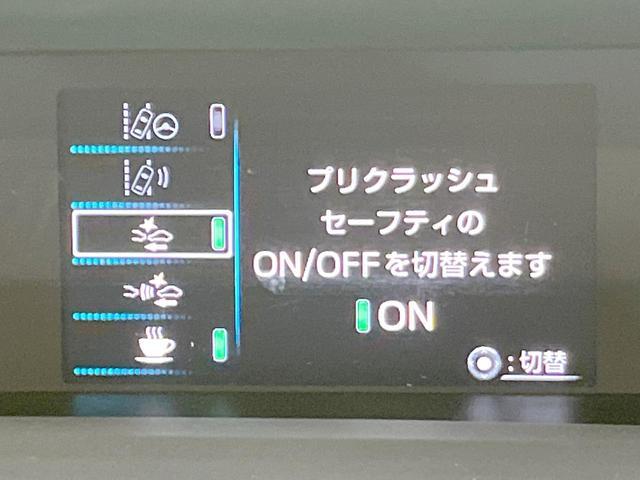 プリクラッシュ
セーフティの
ON/OFFを切替えます
ON
:切替